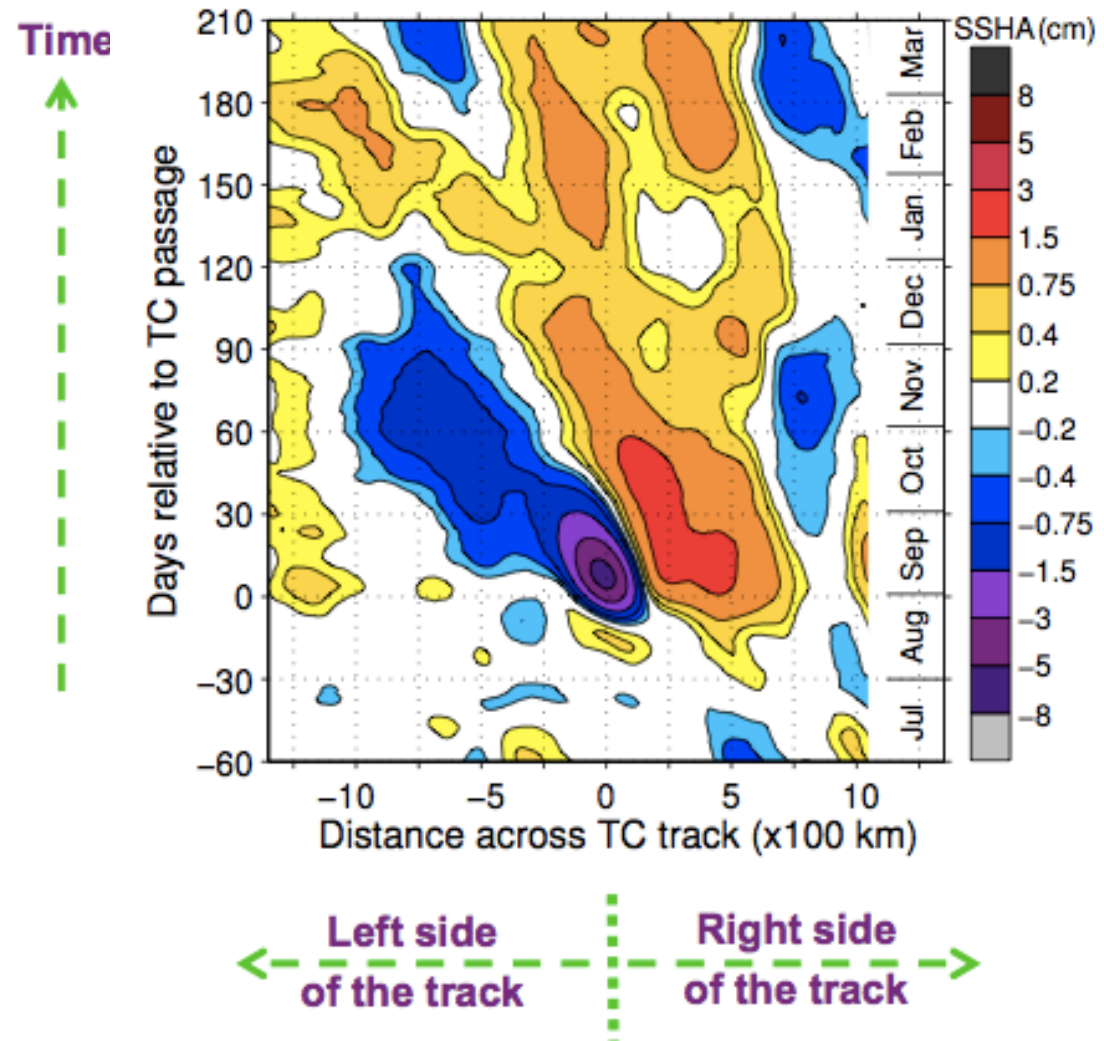 Time
Days relative to TC passage
210
180
150
120
90
60
30
0
−30
−60
−10
−5
0
5
10
Distance across TC track (x100 km)
Mar
Feb
Jan
Dec
Nov
Oct
Sep
Aug
Jul
SSHA(cm)
8
5
3
1.5
0.75
0.4
0.2
−0.2
−0.4
−0.75
−1.5
−3
−5
−8
Left side
of the track
Right side
of the track